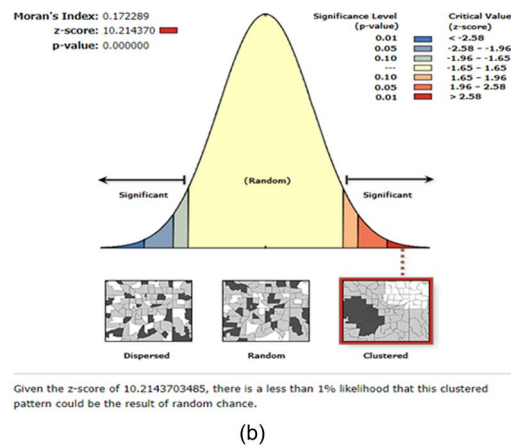 Moran's Index: 0.172289
z-score: 10.214370
p-value: 0.000000
Significance Level (p-value)
Critical Value (z-score)
0.01 < -2.58
0.05 -2.58 - -1.96
0.10 -1.96 - -1.65
--- -1.65 - 1.65
0.10 1.65 - 1.96
0.05 1.96 - 2.58
0.01 > 2.58
Significant
(Random)
Significant
Dispersed
Random
Clustered
Given the z-score of 10.2143703485, there is a less than 1% likelihood that this clustered
pattern could be the result of random chance.
(b)